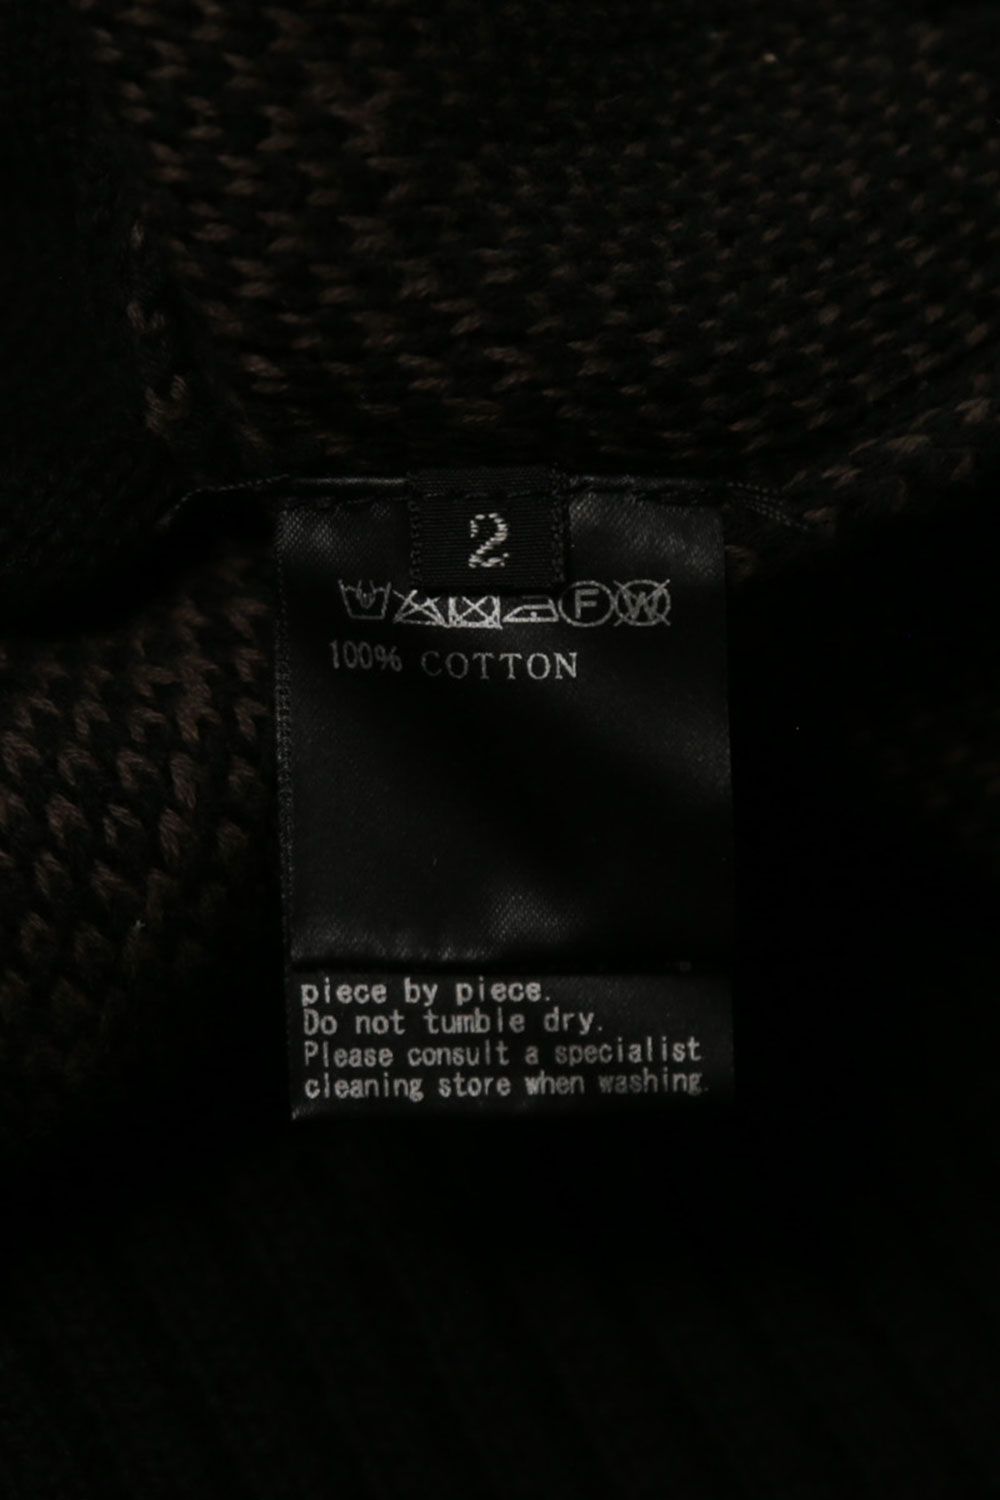 2
F W
100% COTTON
piece by piece.
Do not tumble dry.
Please consult a specialist
cleaning store when washing.